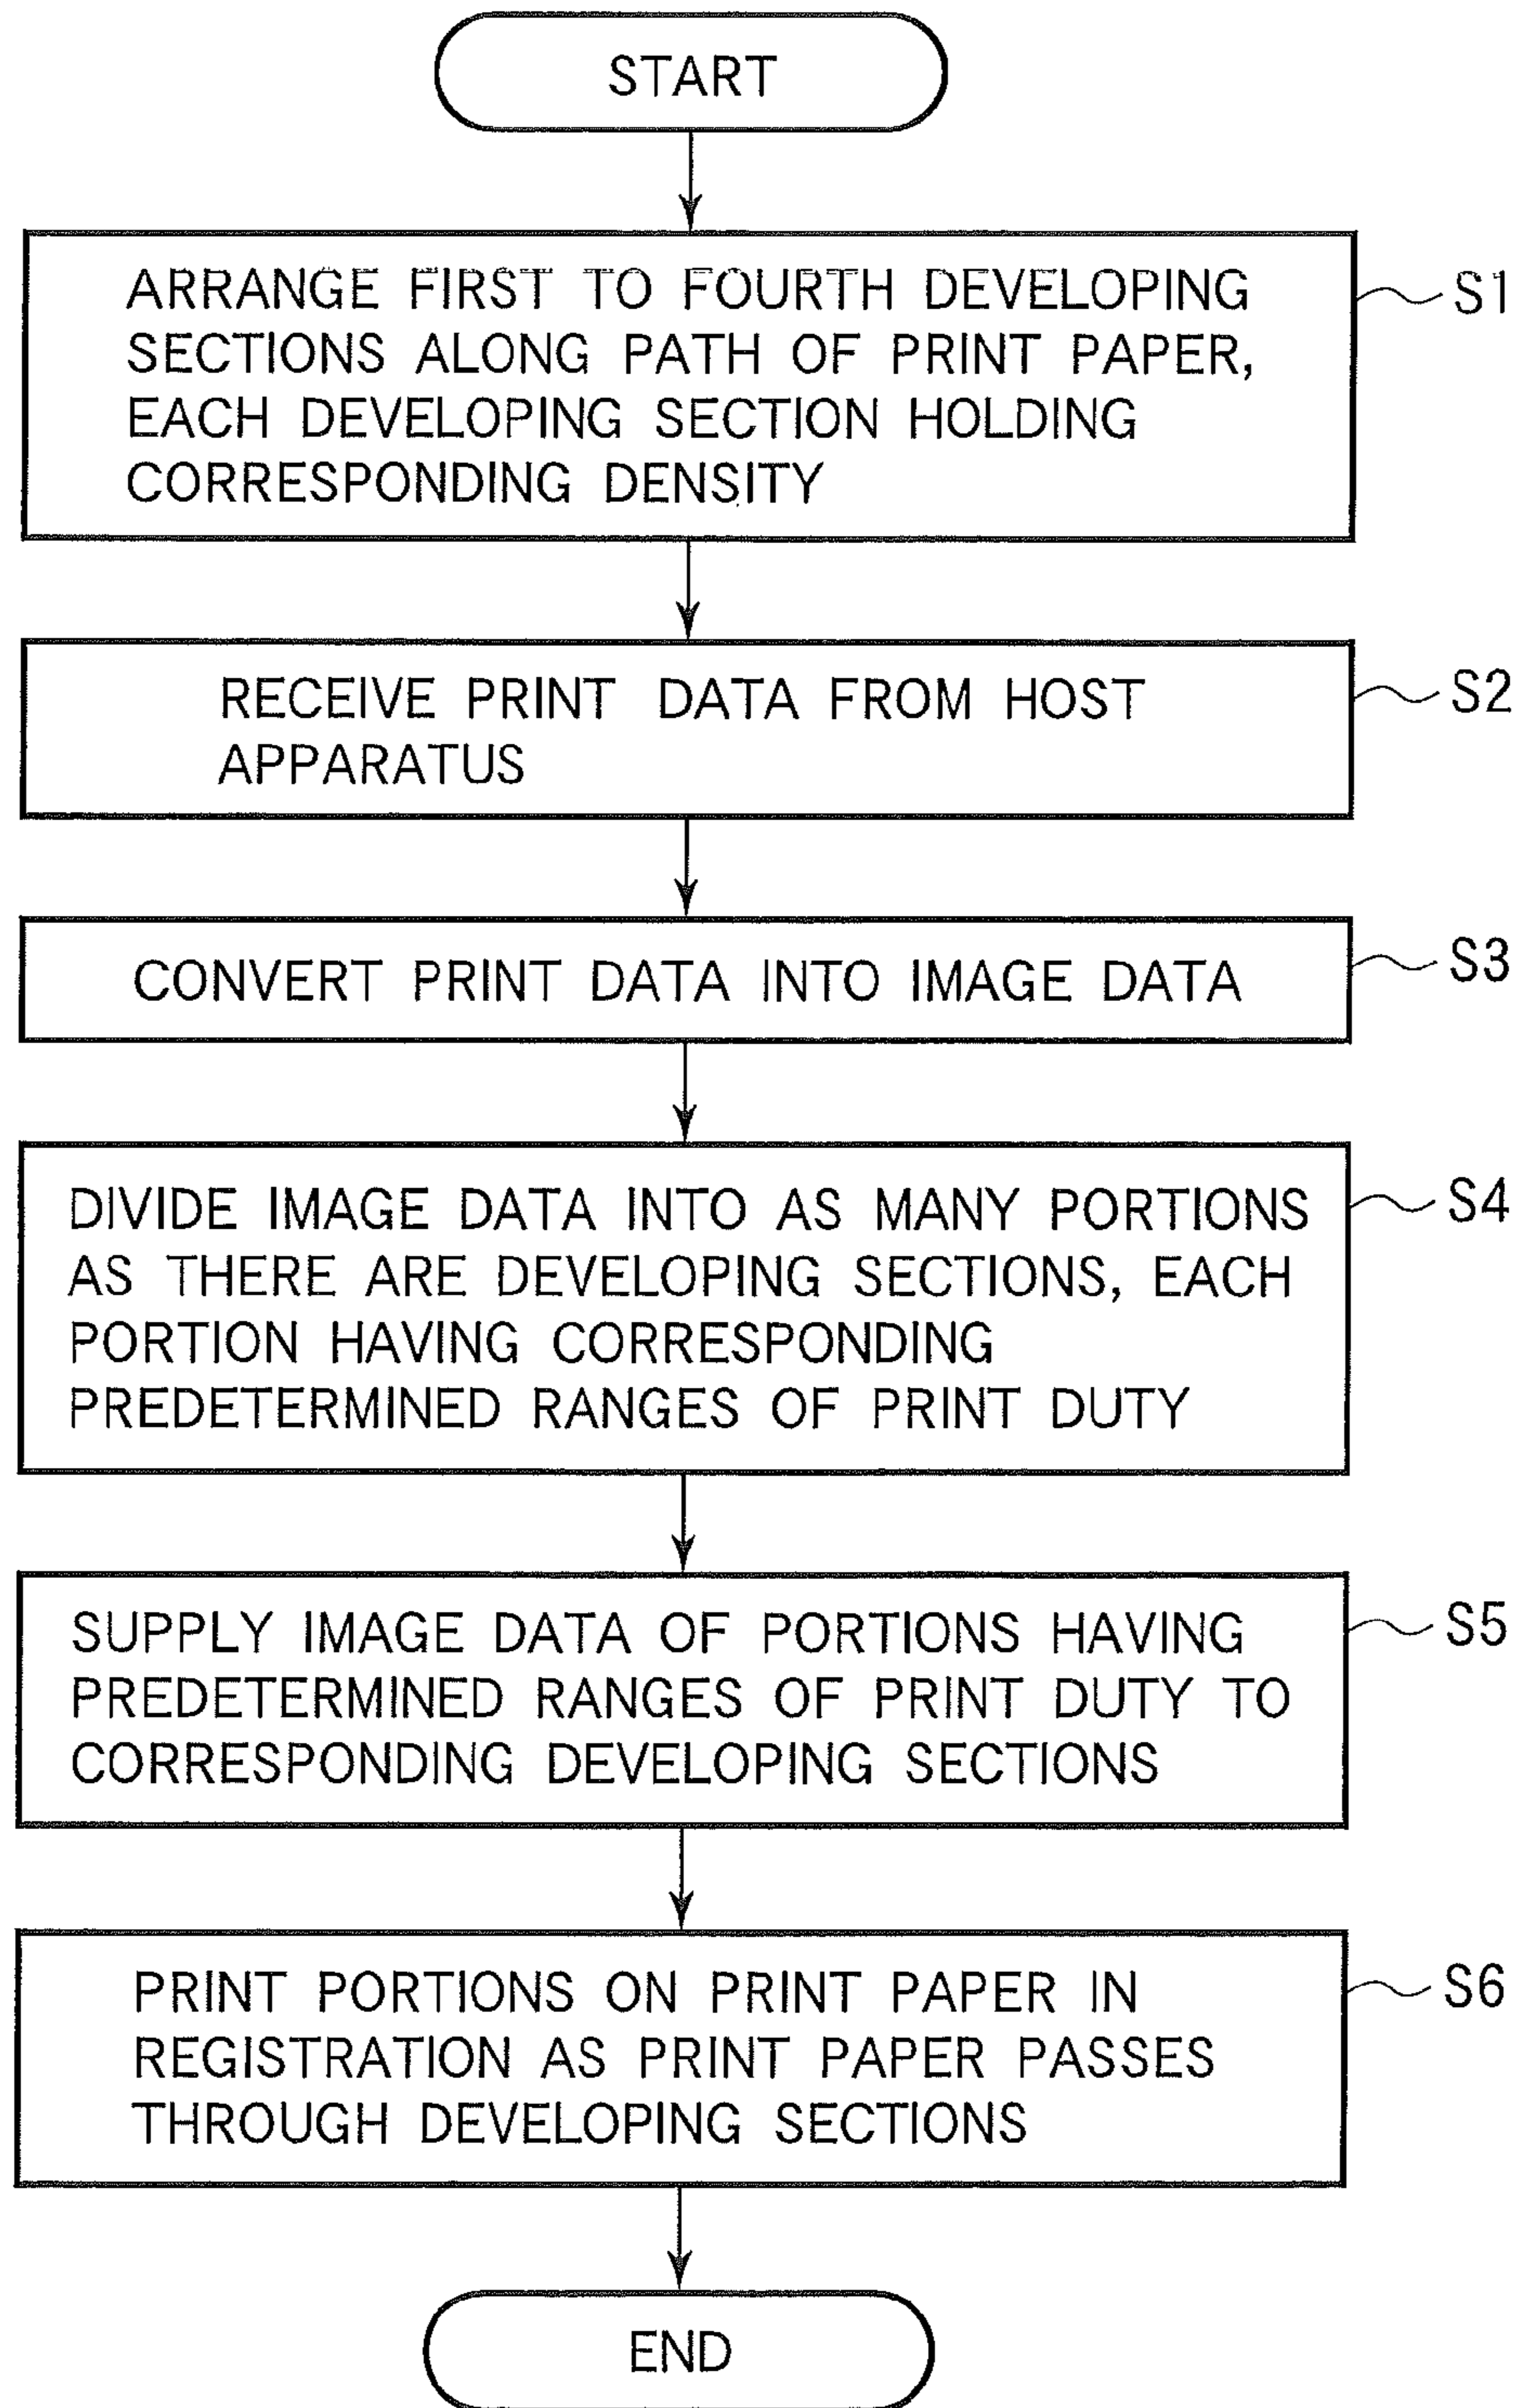 START
ARRANGE FIRST TO FOURTH DEVELOPING
SECTIONS ALONG PATH OF PRINT PAPER,
EACH DEVELOPING SECTION HOLDING
CORRESPONDING DENSITY
S1
RECEIVE PRINT DATA FROM HOST
APPARATUS
S2
CONVERT PRINT DATA INTO IMAGE DATA
S3
DIVIDE IMAGE DATA INTO AS MANY PORTIONS
AS THERE ARE DEVELOPING SECTIONS, EACH
PORTION HAVING CORRESPONDING
PREDETERMINED RANGES OF PRINT DUTY
S4
SUPPLY IMAGE DATA OF PORTIONS HAVING
PREDETERMINED RANGES OF PRINT DUTY TO
CORRESPONDING DEVELOPING SECTIONS
S5
PRINT PORTIONS ON PRINT PAPER IN
REGISTRATION AS PRINT PAPER PASSES
THROUGH DEVELOPING SECTIONS
S6
END